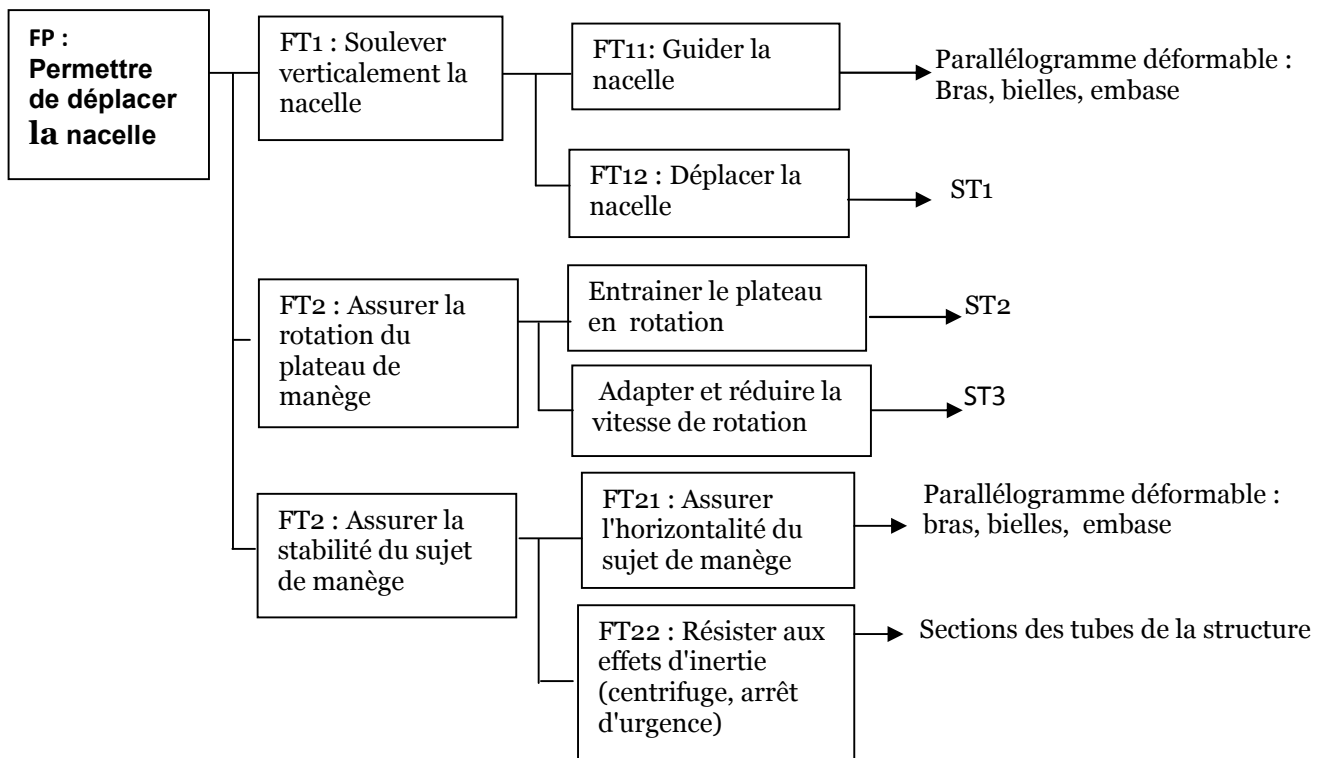 FP :
Permettre
de déplacer
la nacelle
FT1 : Soulever
verticalement la
nacelle
FT11: Guider la
nacelle
Parallélogramme déformable :
Bras, bielles, embase
FT12 : Déplacer la
nacelle
ST1
FT2 : Assurer la
rotation du
plateau de
manège
Entrainer le plateau
en rotation
ST2
Adapter et réduire la
vitesse de rotation
ST3
FT2 : Assurer la
stabilité du sujet
de manège
FT21 : Assurer
l'horizontalité du
sujet de manège
Parallélogramme déformable :
bras, bielles, embase
FT22 : Résister aux
effets d'inertie
(centrifuge, arrêt
d'urgence)
Sections des tubes de la structure